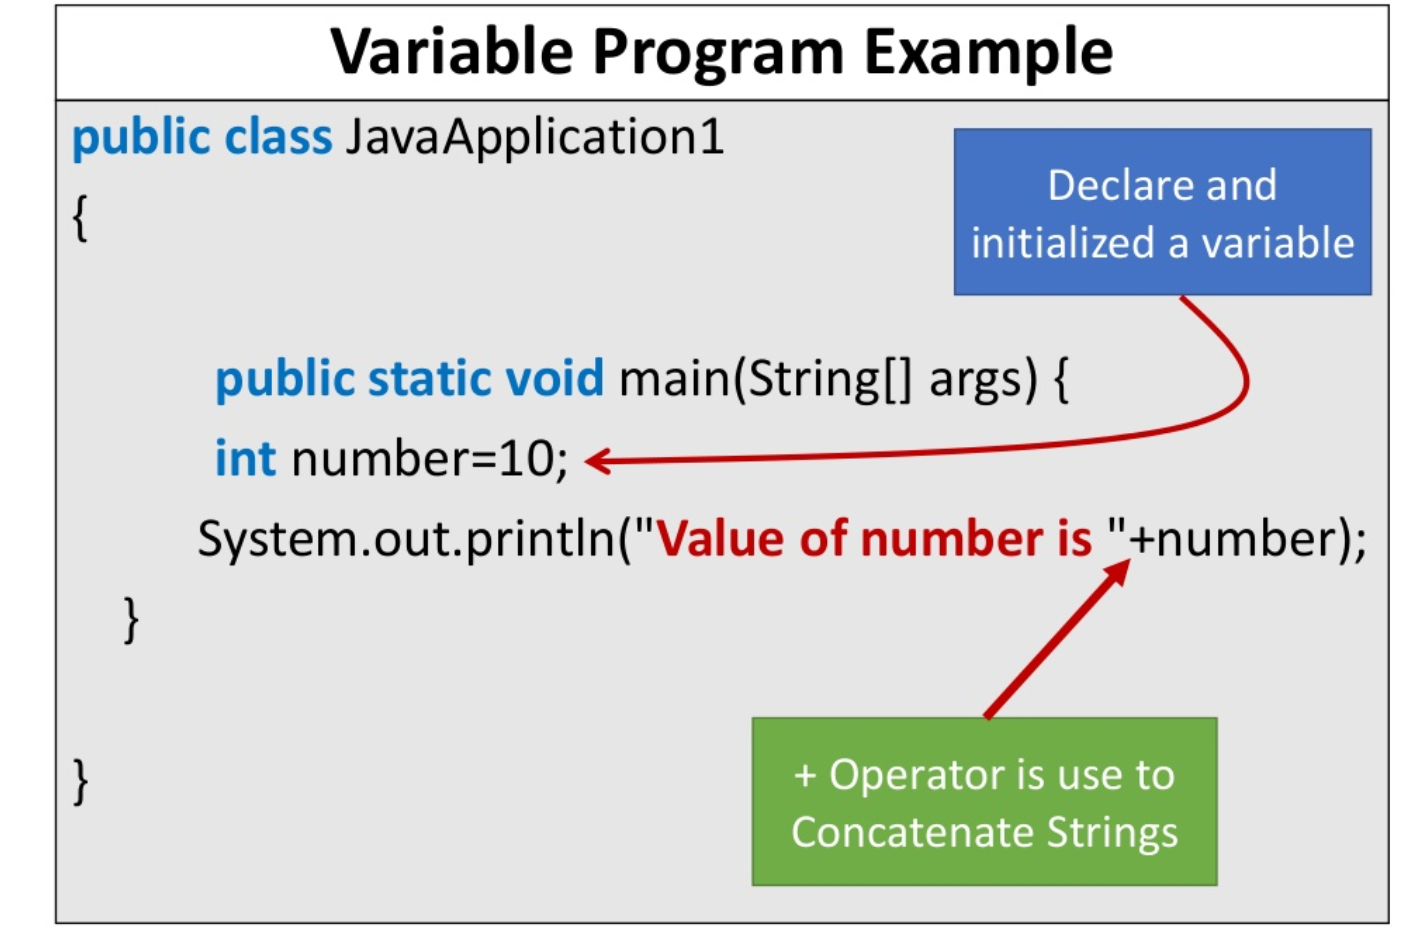 Variable Program Example
public class JavaApplication1
{
Declare and
initialized a variable
public static void main(String[] args) {
int number=10;
System.out.println("Value of number is "+number);
}
+ Operator is use to
Concatenate Strings
}